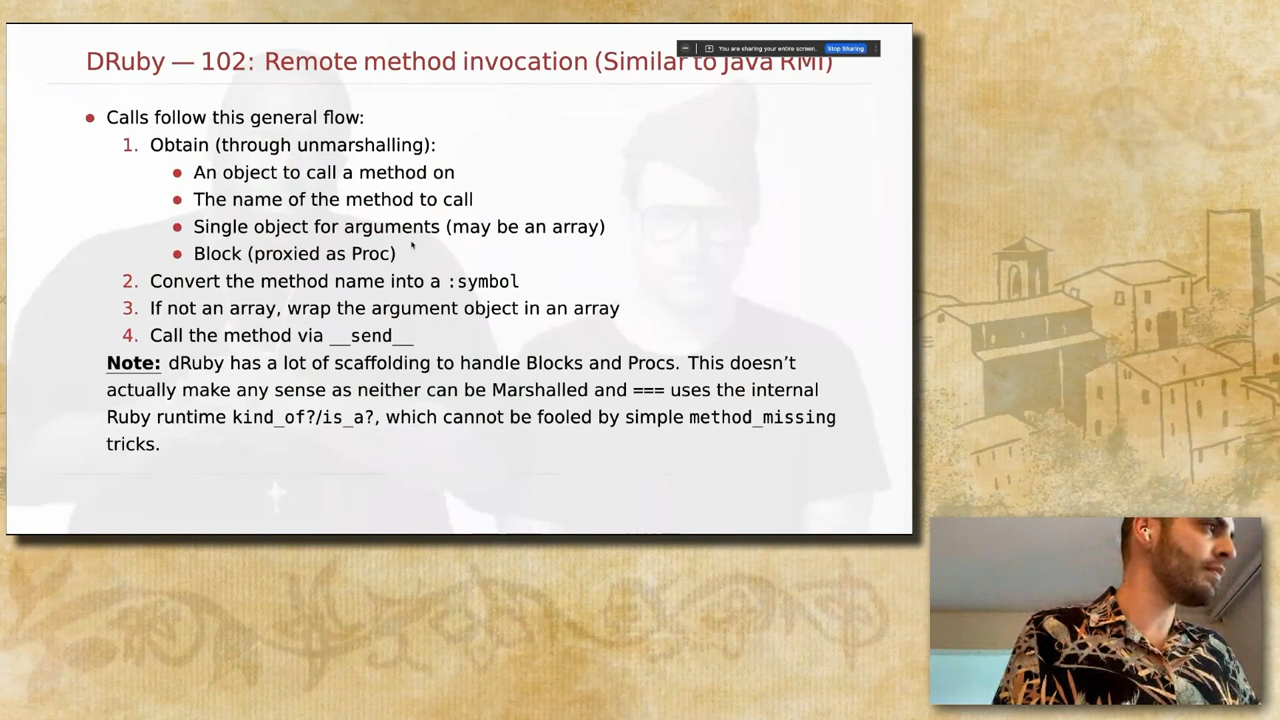 DRuby — 102: Remote method invocation (Similar to Java RMI)
You are sharing your entire screen.
Stop Sharing
Calls follow this general flow:
1. Obtain (through unmarshalling):
An object to call a method on
The name of the method to call
Single object for arguments (may be an array)
Block (proxied as Proc)
2. Convert the method name into a :symbol
3. If not an array, wrap the argument object in an array
4. Call the method via __send__
Note: dRuby has a lot of scaffolding to handle Blocks and Procs. This doesn’t
actually make any sense as neither can be Marshalled and === uses the internal
Ruby runtime kind_of?/is_a?, which cannot be fooled by simple method_missing
tricks.